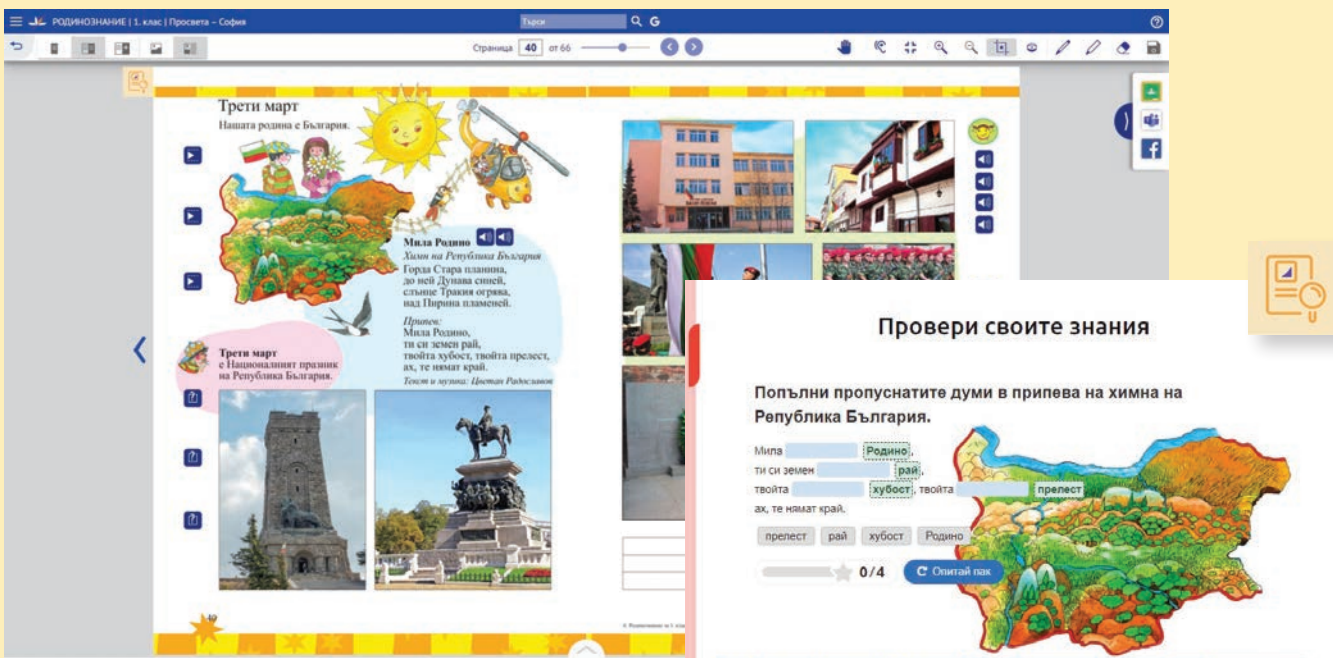 РОДИНОЗНАНИЕ | 1. клас | Просвета – София
Търси
G
Страница 40 от 66
Трети март
Нашата родина е България.
Мила Родино
Химн на Република България
Горда Стара планина,
до ней Дунава синей,
слънце Тракия огрява,
над Пирина пламеней.
Припев:
Мила Родино,
ти си земен рай,
твойта хубост, твойта прелест,
ах, те нямат край.
Текст и музика: Цветан Радославов
Трети март
е Националният празник
на Република България.
40
Провери своите знания
Попълни пропуснатите думи в припева на химна на
Република България.
Мила Родино,
ти си земен рай,
твойта хубост, твойта прелест
ах, те нямат край.
прелест рай хубост Родино
0/4 Опитай пак